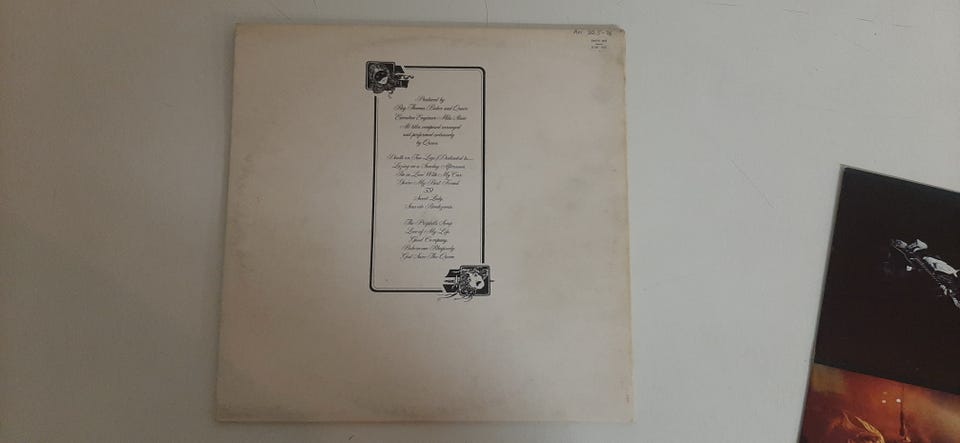 Produced by
Roy Thomas Baker and Queen
Executive Engineer Mike Stone
All titles composed arranged
and performed exclusively
by Queen
Death on Two Legs (Dedicated to......
Lazing on a Sunday Afternoon
I'm in Love With My Car
You're My Best Friend
'39
Sweet Lady
Seaside Rendezvous
The Prophet's Song
Love of My Life
Good Company
Bohemian Rhapsody
God Save The Queen